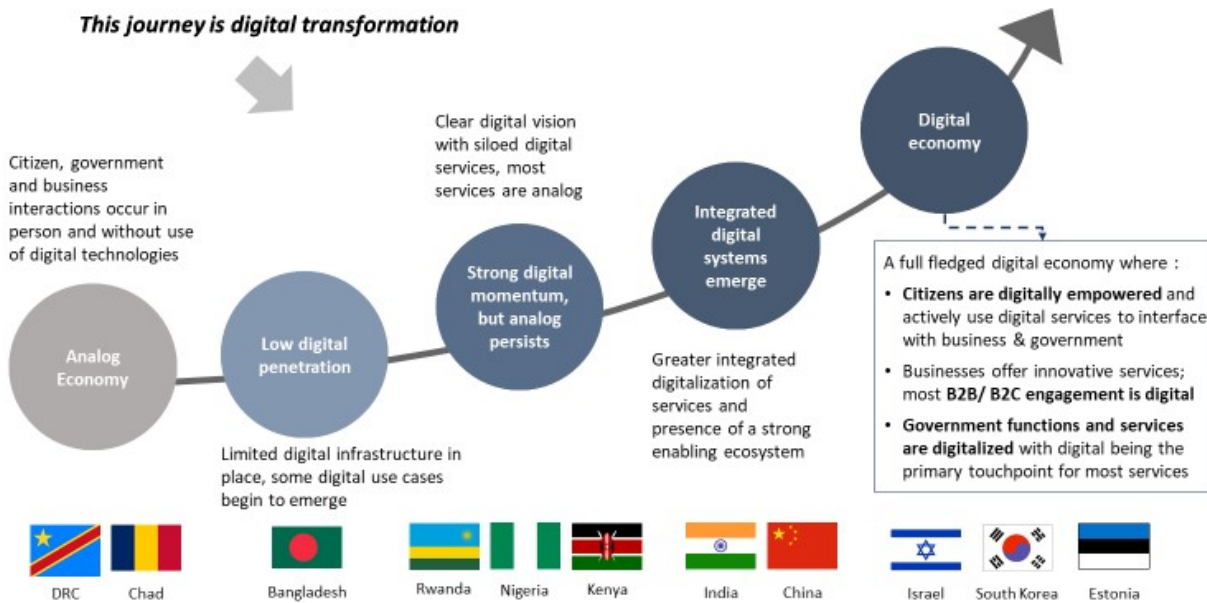 This journey is digital transformation
Citizen, government
and business
interactions occur in
person and without use
of digital technologies
Analog
Economy
Low digital
penetration
Limited digital infrastructure in
place, some digital use cases
begin to emerge
Clear digital vision
with siloed digital
services, most
services are analog
Strong digital
momentum,
but analog
persists
Integrated
digital
systems
emerge
Greater integrated
digitalization of
services and
presence of a strong
enabling ecosystem
Digital
economy
A full fledged digital economy where :
• Citizens are digitally empowered and
actively use digital services to interface
with business & government
• Businesses offer innovative services;
most B2B/ B2C engagement is digital
• Government functions and services
are digitalized with digital being the
primary touchpoint for most services
DRC
Chad
Bangladesh
Rwanda
Nigeria
Kenya
India
China
Israel
South Korea
Estonia